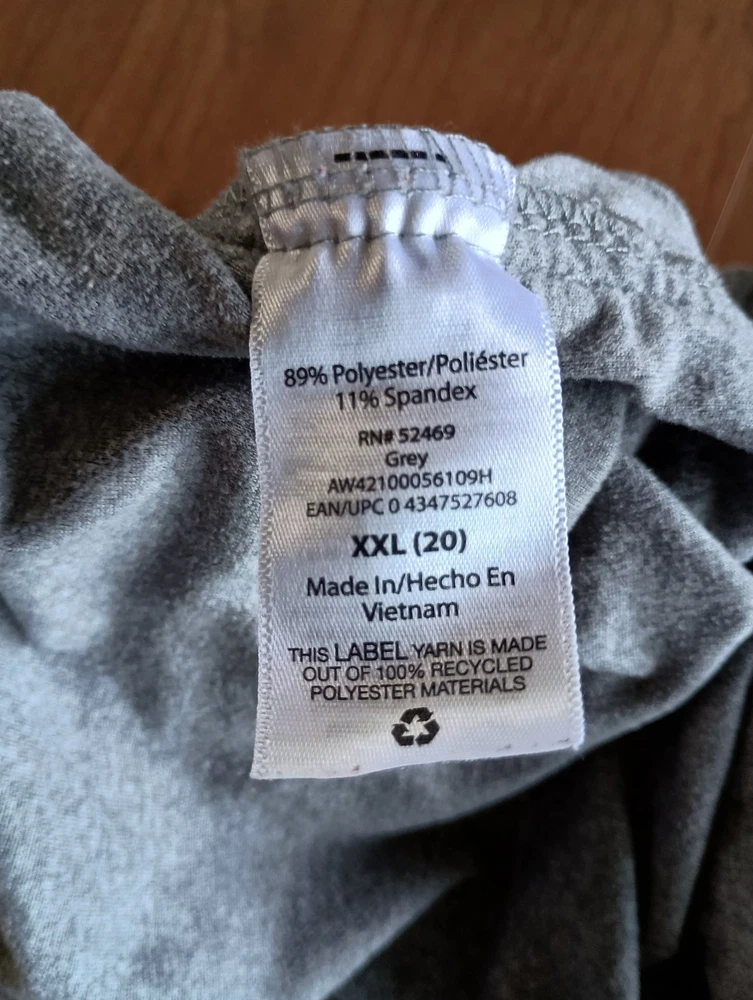 89% Polyester/Poliéster
11% Spandex
RN# 52469
Grey
AW42100056109H
EAN/UPC 0 4347527608
XXL (20)
Made In/Hecho En
Vietnam
THIS LABEL YARN IS MADE
OUT OF 100% RECYCLED
POLYESTER MATERIALS